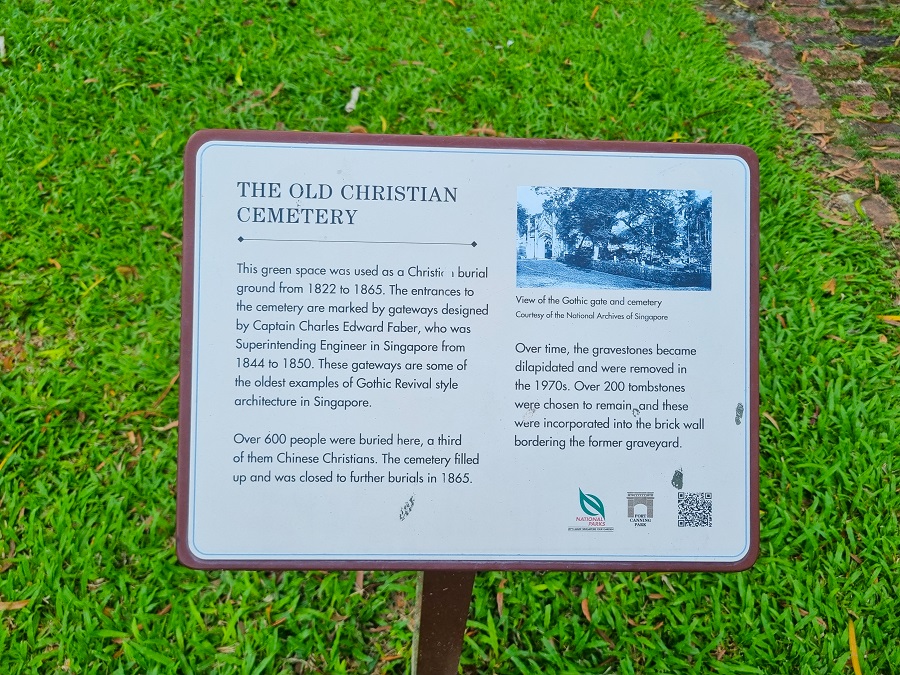 THE OLD CHRISTIAN
CEMETERY
This green space was used as a Christian burial
ground from 1822 to 1865. The entrances to
the cemetery are marked by gateways designed
by Captain Charles Edward Faber, who was
Superintending Engineer in Singapore from
1844 to 1850. These gateways are some of
the oldest examples of Gothic Revival style
architecture in Singapore.
Over 600 people were buried here, a third
of them Chinese Christians. The cemetery filled
up and was closed to further burials in 1865.
View of the Gothic gate and cemetery
Courtesy of the National Archives of Singapore
Over time, the gravestones became
dilapidated and were removed in
the 1970s. Over 200 tombstones
were chosen to remain, and these
were incorporated into the brick wall
bordering the former graveyard.
NATIONAL
PARKS
FORT
CANNING
PARK